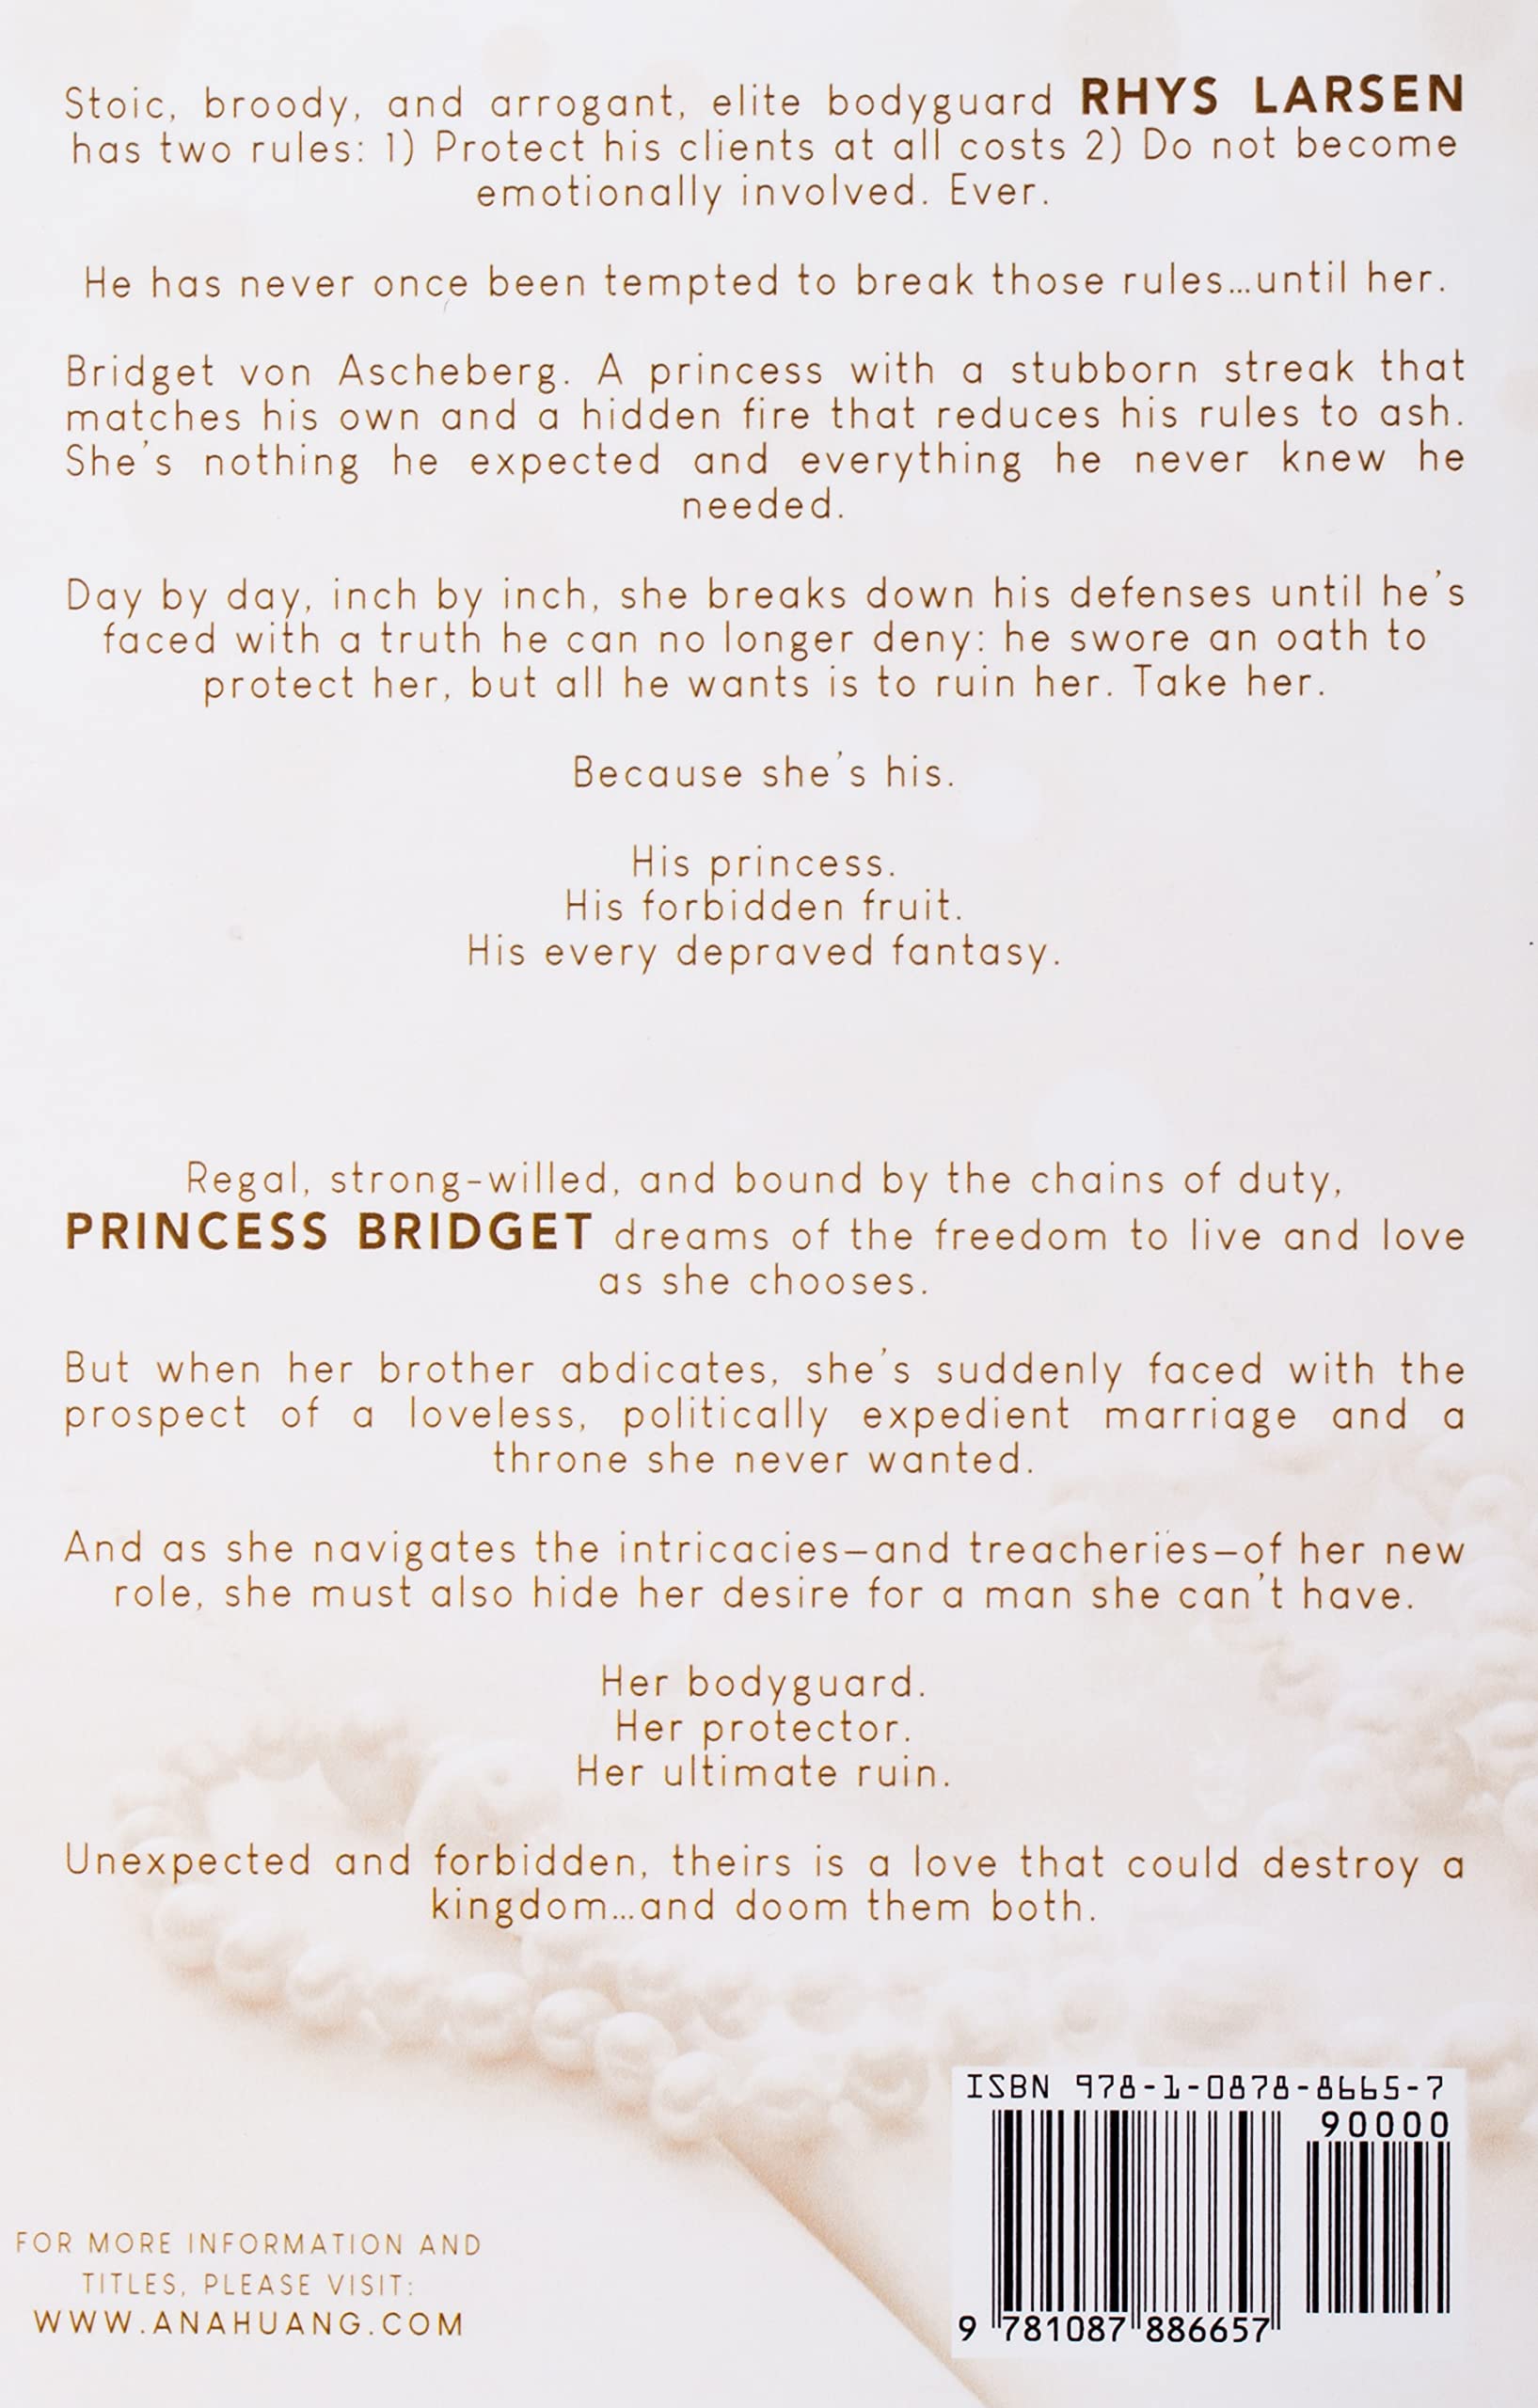 Stoic, broody, and arrogant, elite bodyguard RHYS LARSEN
has two rules: 1) Protect his clients at all costs 2) Do not become
emotionally involved. Ever.
He has never once been tempted to break those rules...until her.
Bridget von Ascheberg. A princess with a stubborn streak that
matches his own and a hidden fire that reduces his rules to ash.
She's nothing he expected and everything he never knew he
needed.
Day by day, inch by inch, she breaks down his defenses until he's
faced with a truth he can no longer deny: he swore an oath to
protect her, but all he wants is to ruin her. Take her.
Because she's his.
His princess.
His forbidden fruit.
His every depraved fantasy.
Regal, strong-willed, and bound by the chains of duty,
PRINCESS BRIDGET dreams of the freedom to live and love
as she chooses.
But when her brother abdicates, she's suddenly faced with the
prospect of a loveless, politically expedient marriage and a
throne she never wanted.
And as she navigates the intricacies—and treacheries—of her new
role, she must also hide her desire for a man she can't have.
Her bodyguard.
Her protector.
Her ultimate ruin.
Unexpected and forbidden, theirs is a love that could destroy a
kingdom...and doom them both.
ISBN 978-1-0878-8665-7
90000
9 781087 886657
FOR MORE INFORMATION AND
TITLES, PLEASE VISIT:
WWW.ANAHUANG.COM